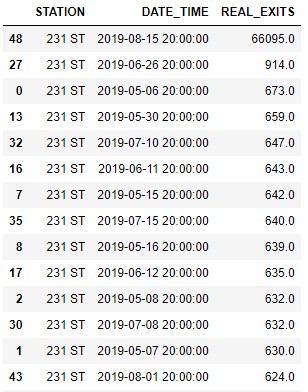 STATION DATE_TIME REAL_EXITS
48 231 ST 2019-08-15 20:00:00 66095.0
27 231 ST 2019-06-26 20:00:00 914.0
0 231 ST 2019-05-06 20:00:00 673.0
13 231 ST 2019-05-30 20:00:00 659.0
32 231 ST 2019-07-10 20:00:00 647.0
16 231 ST 2019-06-11 20:00:00 643.0
7 231 ST 2019-05-15 20:00:00 642.0
35 231 ST 2019-07-15 20:00:00 640.0
8 231 ST 2019-05-16 20:00:00 639.0
17 231 ST 2019-06-12 20:00:00 635.0
2 231 ST 2019-05-08 20:00:00 632.0
30 231 ST 2019-07-08 20:00:00 632.0
1 231 ST 2019-05-07 20:00:00 630.0
43 231 ST 2019-08-01 20:00:00 624.0